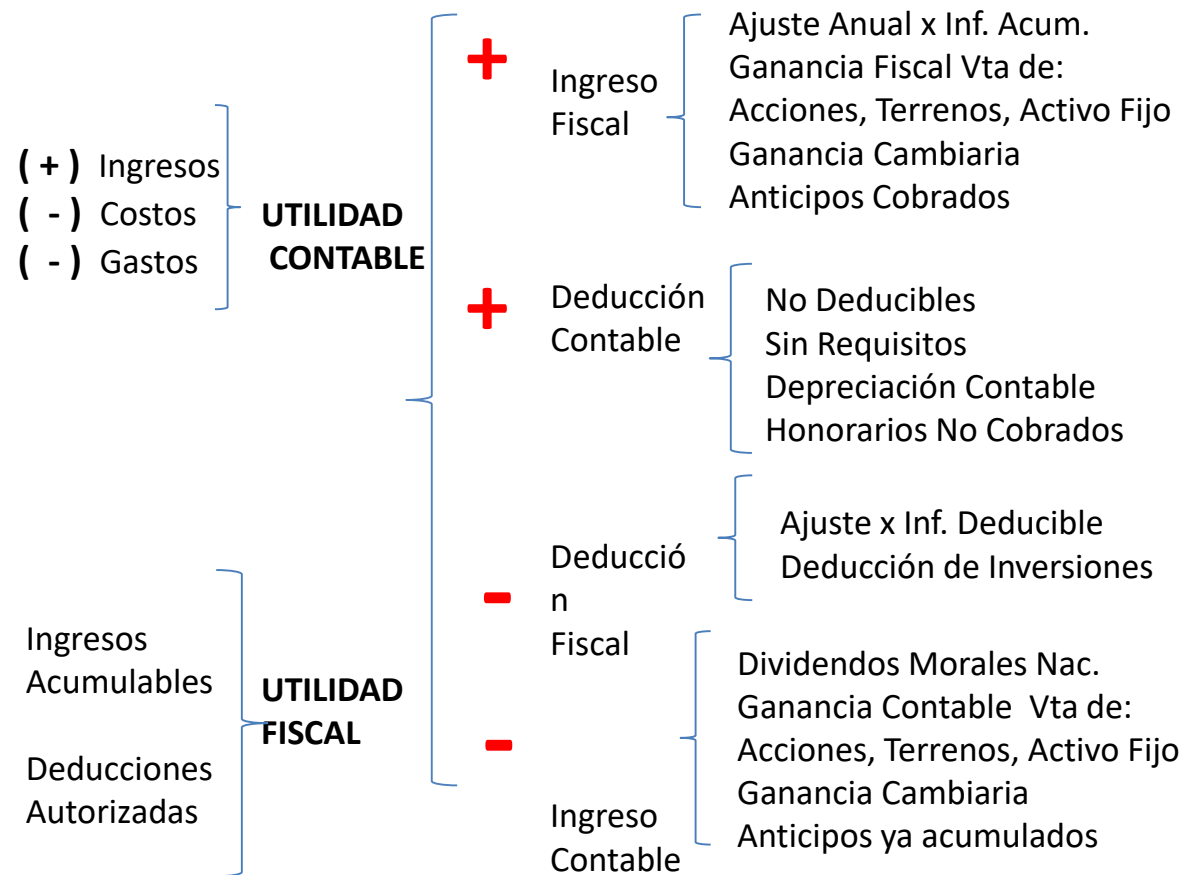 ( + ) Ingresos
( - ) Costos
( - ) Gastos
UTILIDAD
CONTABLE
+
Ingreso
Fiscal
Ajuste Anual x Inf. Acum.
Ganancia Fiscal Vta de:
Acciones, Terrenos, Activo Fijo
Ganancia Cambiaria
Anticipos Cobrados
+
Deducción
Contable
No Deducibles
Sin Requisitos
Depreciación Contable
Honorarios No Cobrados
-
Deducció
n
Fiscal
Ajuste x Inf. Deducible
Deducción de Inversiones
-
Ingreso
Contable
Dividendos Morales Nac.
Ganancia Contable Vta de:
Acciones, Terrenos, Activo Fijo
Ganancia Cambiaria
Anticipos ya acumulados
Ingresos
Acumulables
Deducciones
Autorizadas
UTILIDAD
FISCAL